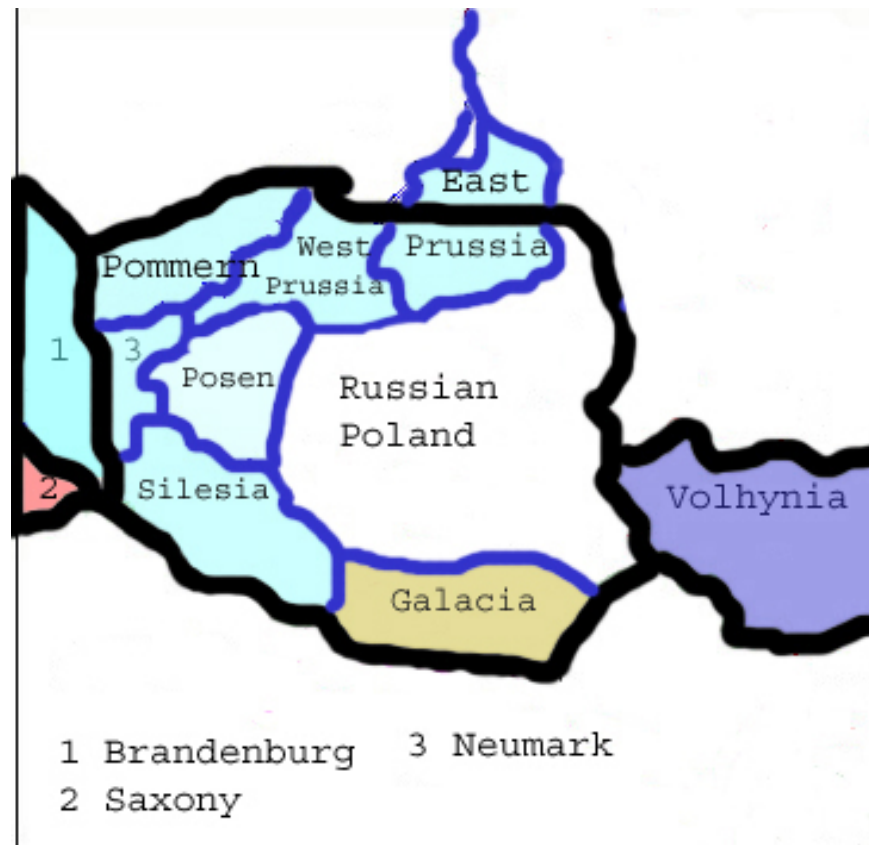 East
West
Prussia
Pommern
Prussia
1
3
Posen
Russian
Poland
2
Silesia
Volhynia
Galacia
1 Brandenburg
3 Neumark
2 Saxony